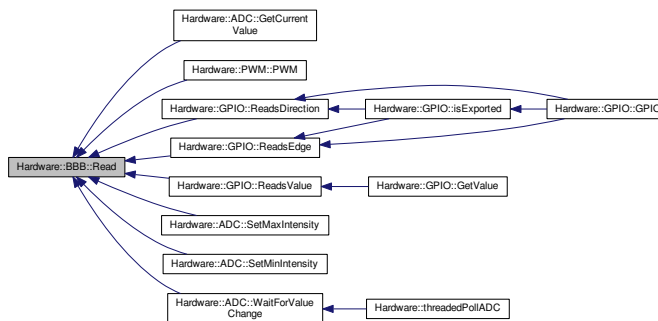 Hardware::ADC::GetCurrent
Value
Hardware::PWM::PWM
Hardware::GPIO::ReadsDirection
Hardware::GPIO::isExported
Hardware::GPIO::GPIO
Hardware::GPIO::ReadsEdge
Hardware::BBB::Read
Hardware::GPIO::ReadsValue
Hardware::GPIO::GetValue
Hardware::ADC::SetMaxIntensity
Hardware::ADC::SetMinIntensity
Hardware::ADC::WaitForValue
Change
Hardware::threadedPollADC